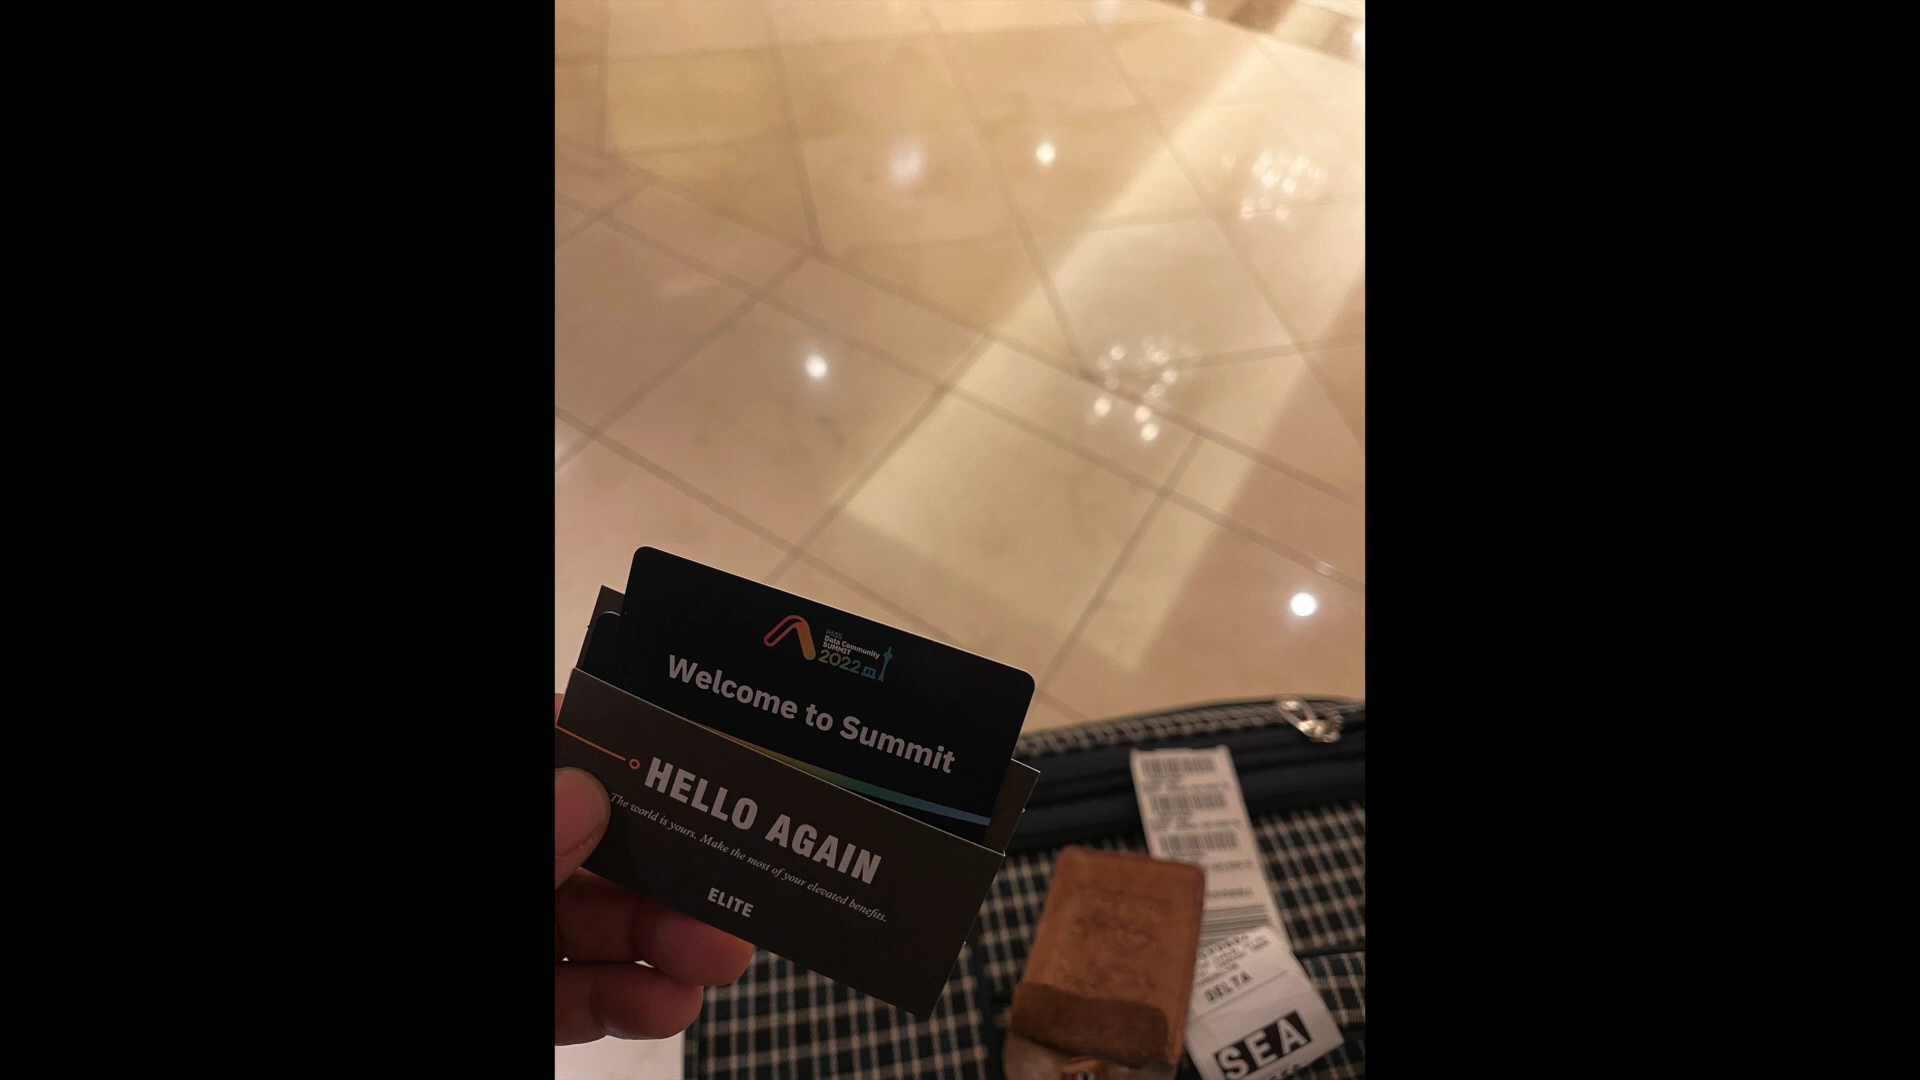 PASS
Data Community
SUMMIT
2022
Welcome to Summit
HELLO AGAIN
The world is yours. Make the most of your elevated benefits.
ELITE
DELTA
SEA